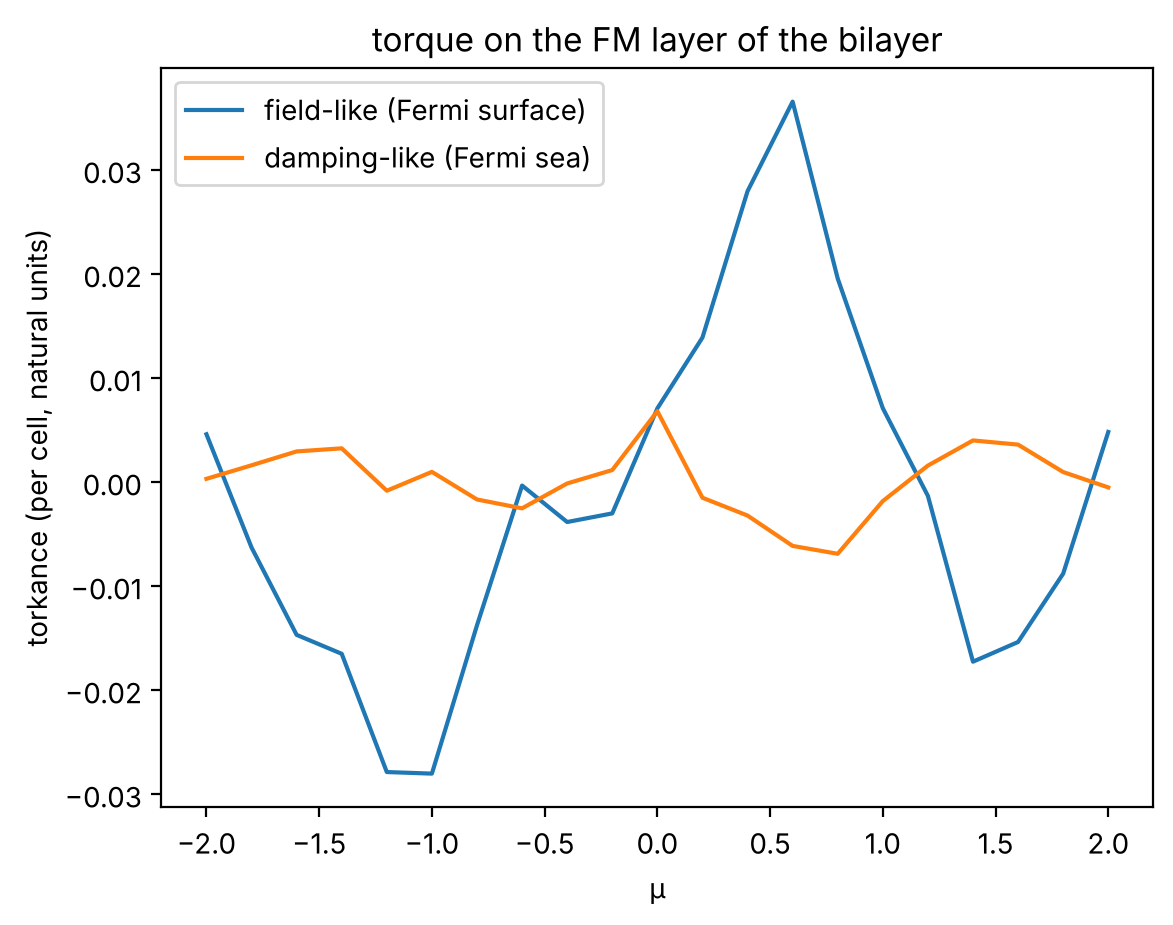 torque on the FM layer of the bilayer
field-like (Fermi surface)
damping-like (Fermi sea)
torkance (per cell, natural units)
0.03
0.02
0.01
0.00
−0.01
−0.02
−0.03
−2.0 −1.5 −1.0 −0.5 0.0 0.5 1.0 1.5 2.0
μ